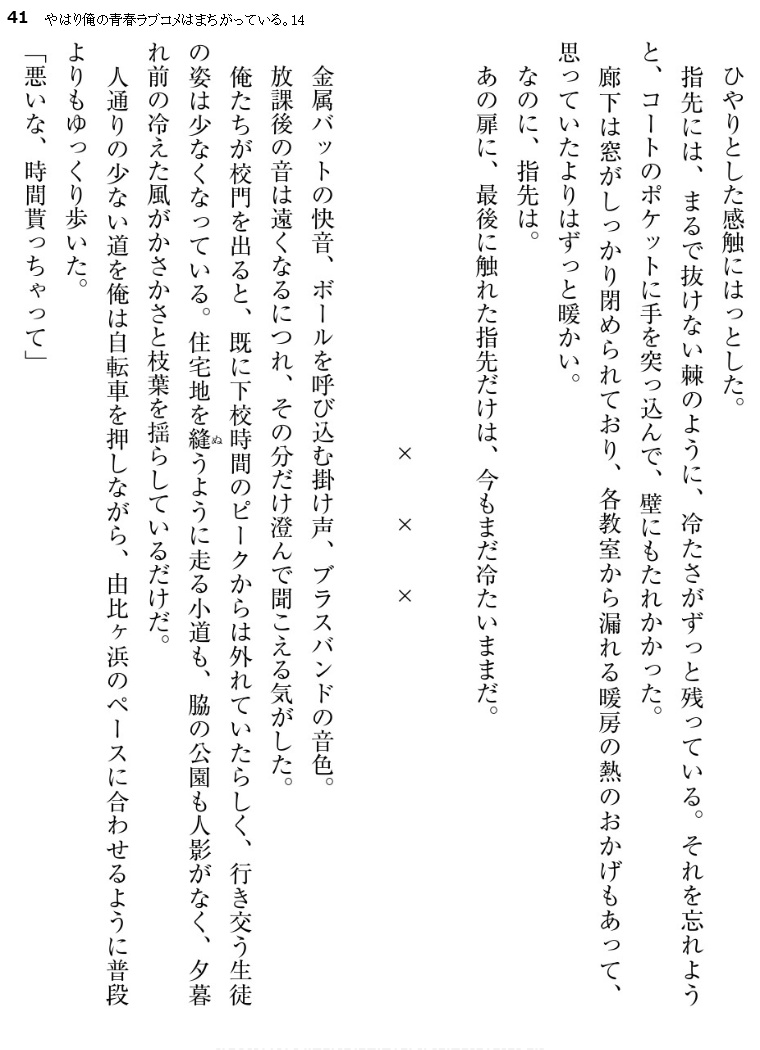 41 やはり俺の青春ラブコメはまちがっている。14
ひやりとした感触にはっとした。
指先には、まるで抜けない棘のように、冷たさがずっと残っている。それを忘れよう
と、コートのポケットに手を突っ込んで、壁にもたれかかった。
廊下は窓がしっかり閉められており、各教室から漏れる暖房の熱のおかげもあって、
思っていたよりはずっと暖かい。
なのに、指先は。
あの扉に、最後に触れた指先だけは、今もまだ冷たいままだ。
× × ×
金属バットの快音、ボールを呼び込む掛け声、ブラスバンドの音色。
放課後の音は遠くなるにつれ、その分だけ澄んで聞こえる気がした。
俺たちが校門を出ると、既に下校時間のピークからは外れていたらしく、行き交う生徒
の姿は少なくなっている。住宅地を縫うように走る小道も、脇の公園も人影がなく、夕暮
ぬ
れ前の冷えた風がかさかさと枝葉を揺らしているだけだ。
人通りの少ない道を俺は自転車を押しながら、由比ヶ浜のペースに合わせるように普段
よりもゆっくり歩いた。
「悪いな、時間貰っちゃって」